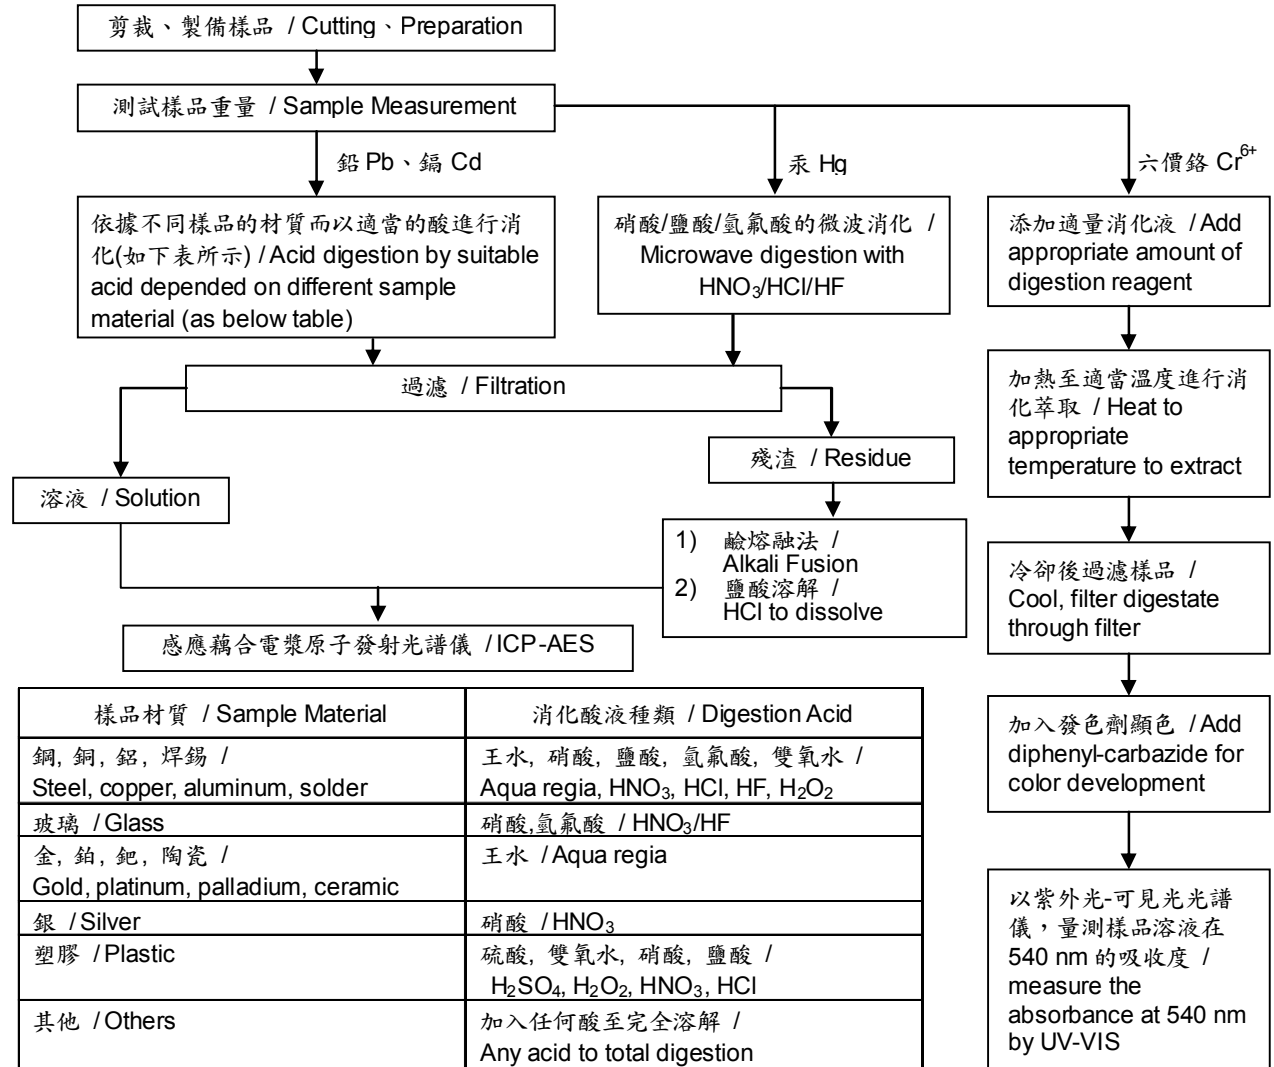 剪裁、製備樣品 / Cutting、Preparation
測試樣品重量 / Sample Measurement
鉛 Pb、鎘 Cd
汞 Hg
六價鉻 Cr6+
依據不同樣品的材質而以適當的酸進行消
化(如下表所示) / Acid digestion by suitable
acid depended on different sample
material (as below table)
硝酸/鹽酸/氫氟酸的微波消化 /
Microwave digestion with
HNO3/HCl/HF
添加適量消化液 / Add
appropriate amount of
digestion reagent
過濾 / Filtration
加熱至適當溫度進行消
化萃取 / Heat to
appropriate
temperature to extract
殘渣 / Residue
溶液 / Solution
1) 鹼熔融法 /
Alkali Fusion
2) 鹽酸溶解 /
HCl to dissolve
冷卻後過濾樣品 /
Cool, filter digestate
through filter
感應藕合電漿原子發射光譜儀 / ICP-AES
加入發色劑顯色 / Add
diphenyl-carbazide for
color development
以紫外光-可見光光譜
儀，量測樣品溶液在
540 nm 的吸收度 /
measure the
absorbance at 540 nm
by UV-VIS
樣品材質 / Sample Material
消化酸液種類 / Digestion Acid
鋼, 銅, 鋁, 焊錫 /
Steel, copper, aluminum, solder
王水, 硝酸, 鹽酸, 氫氟酸, 雙氧水 /
Aqua regia, HNO3, HCl, HF, H2O2
玻璃 / Glass
硝酸,氫氟酸 / HNO3/HF
金, 鉑, 鈀, 陶瓷 /
Gold, platinum, palladium, ceramic
王水 / Aqua regia
銀 / Silver
硝酸 / HNO3
塑膠 / Plastic
硫酸, 雙氧水, 硝酸, 鹽酸 /
H2SO4, H2O2, HNO3, HCl
其他 / Others
加入任何酸至完全溶解 /
Any acid to total digestion